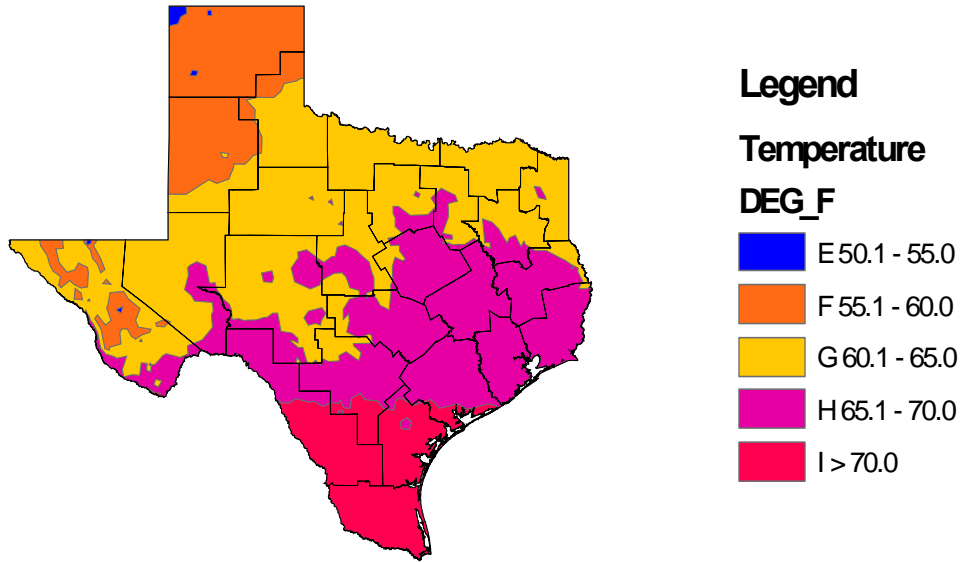 Legend
Temperature
DEG_F
E 50.1 - 55.0
F 55.1 - 60.0
G 60.1 - 65.0
H 65.1 - 70.0
I > 70.0